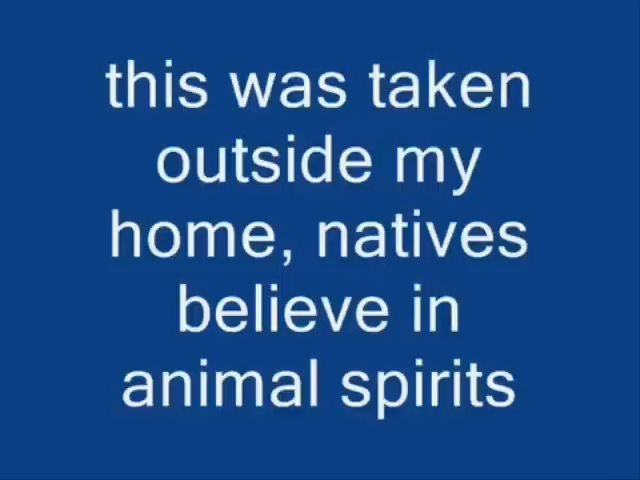 this was taken
outside my
home, natives
believe in
animal spirits